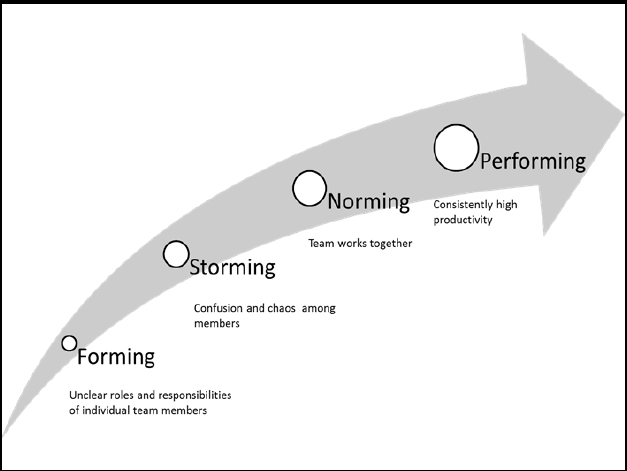 Performing
Consistently high
productivity
Norming
Team works together
Storming
Confusion and chaos  among
members
Forming
Unclear roles and responsibilities
of individual team members